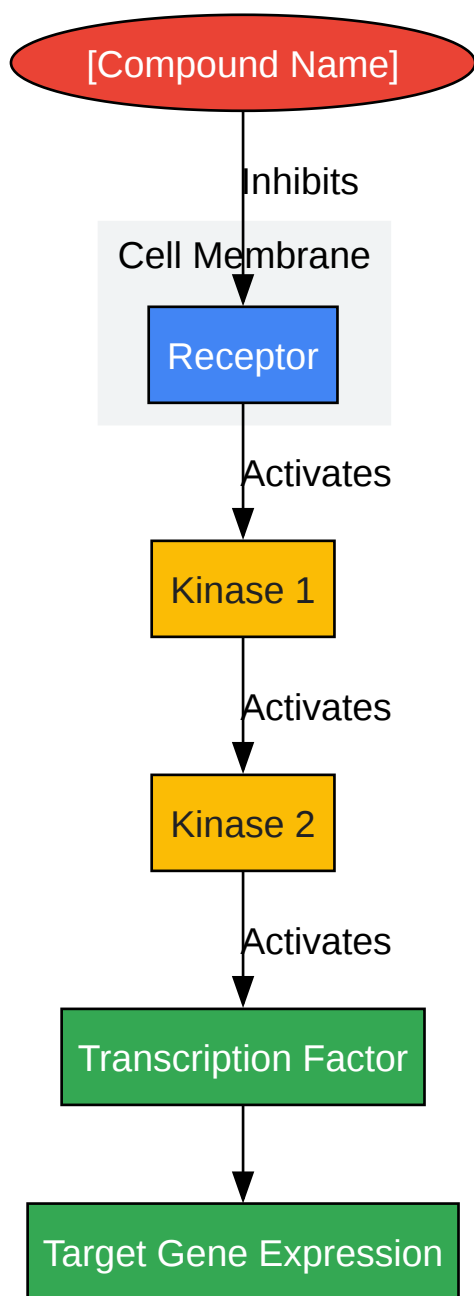 [Compound Name]
Inhibits
Cell Membrane
Receptor
Activates
Kinase 1
Activates
Kinase 2
Activates
Transcription Factor
Target Gene Expression